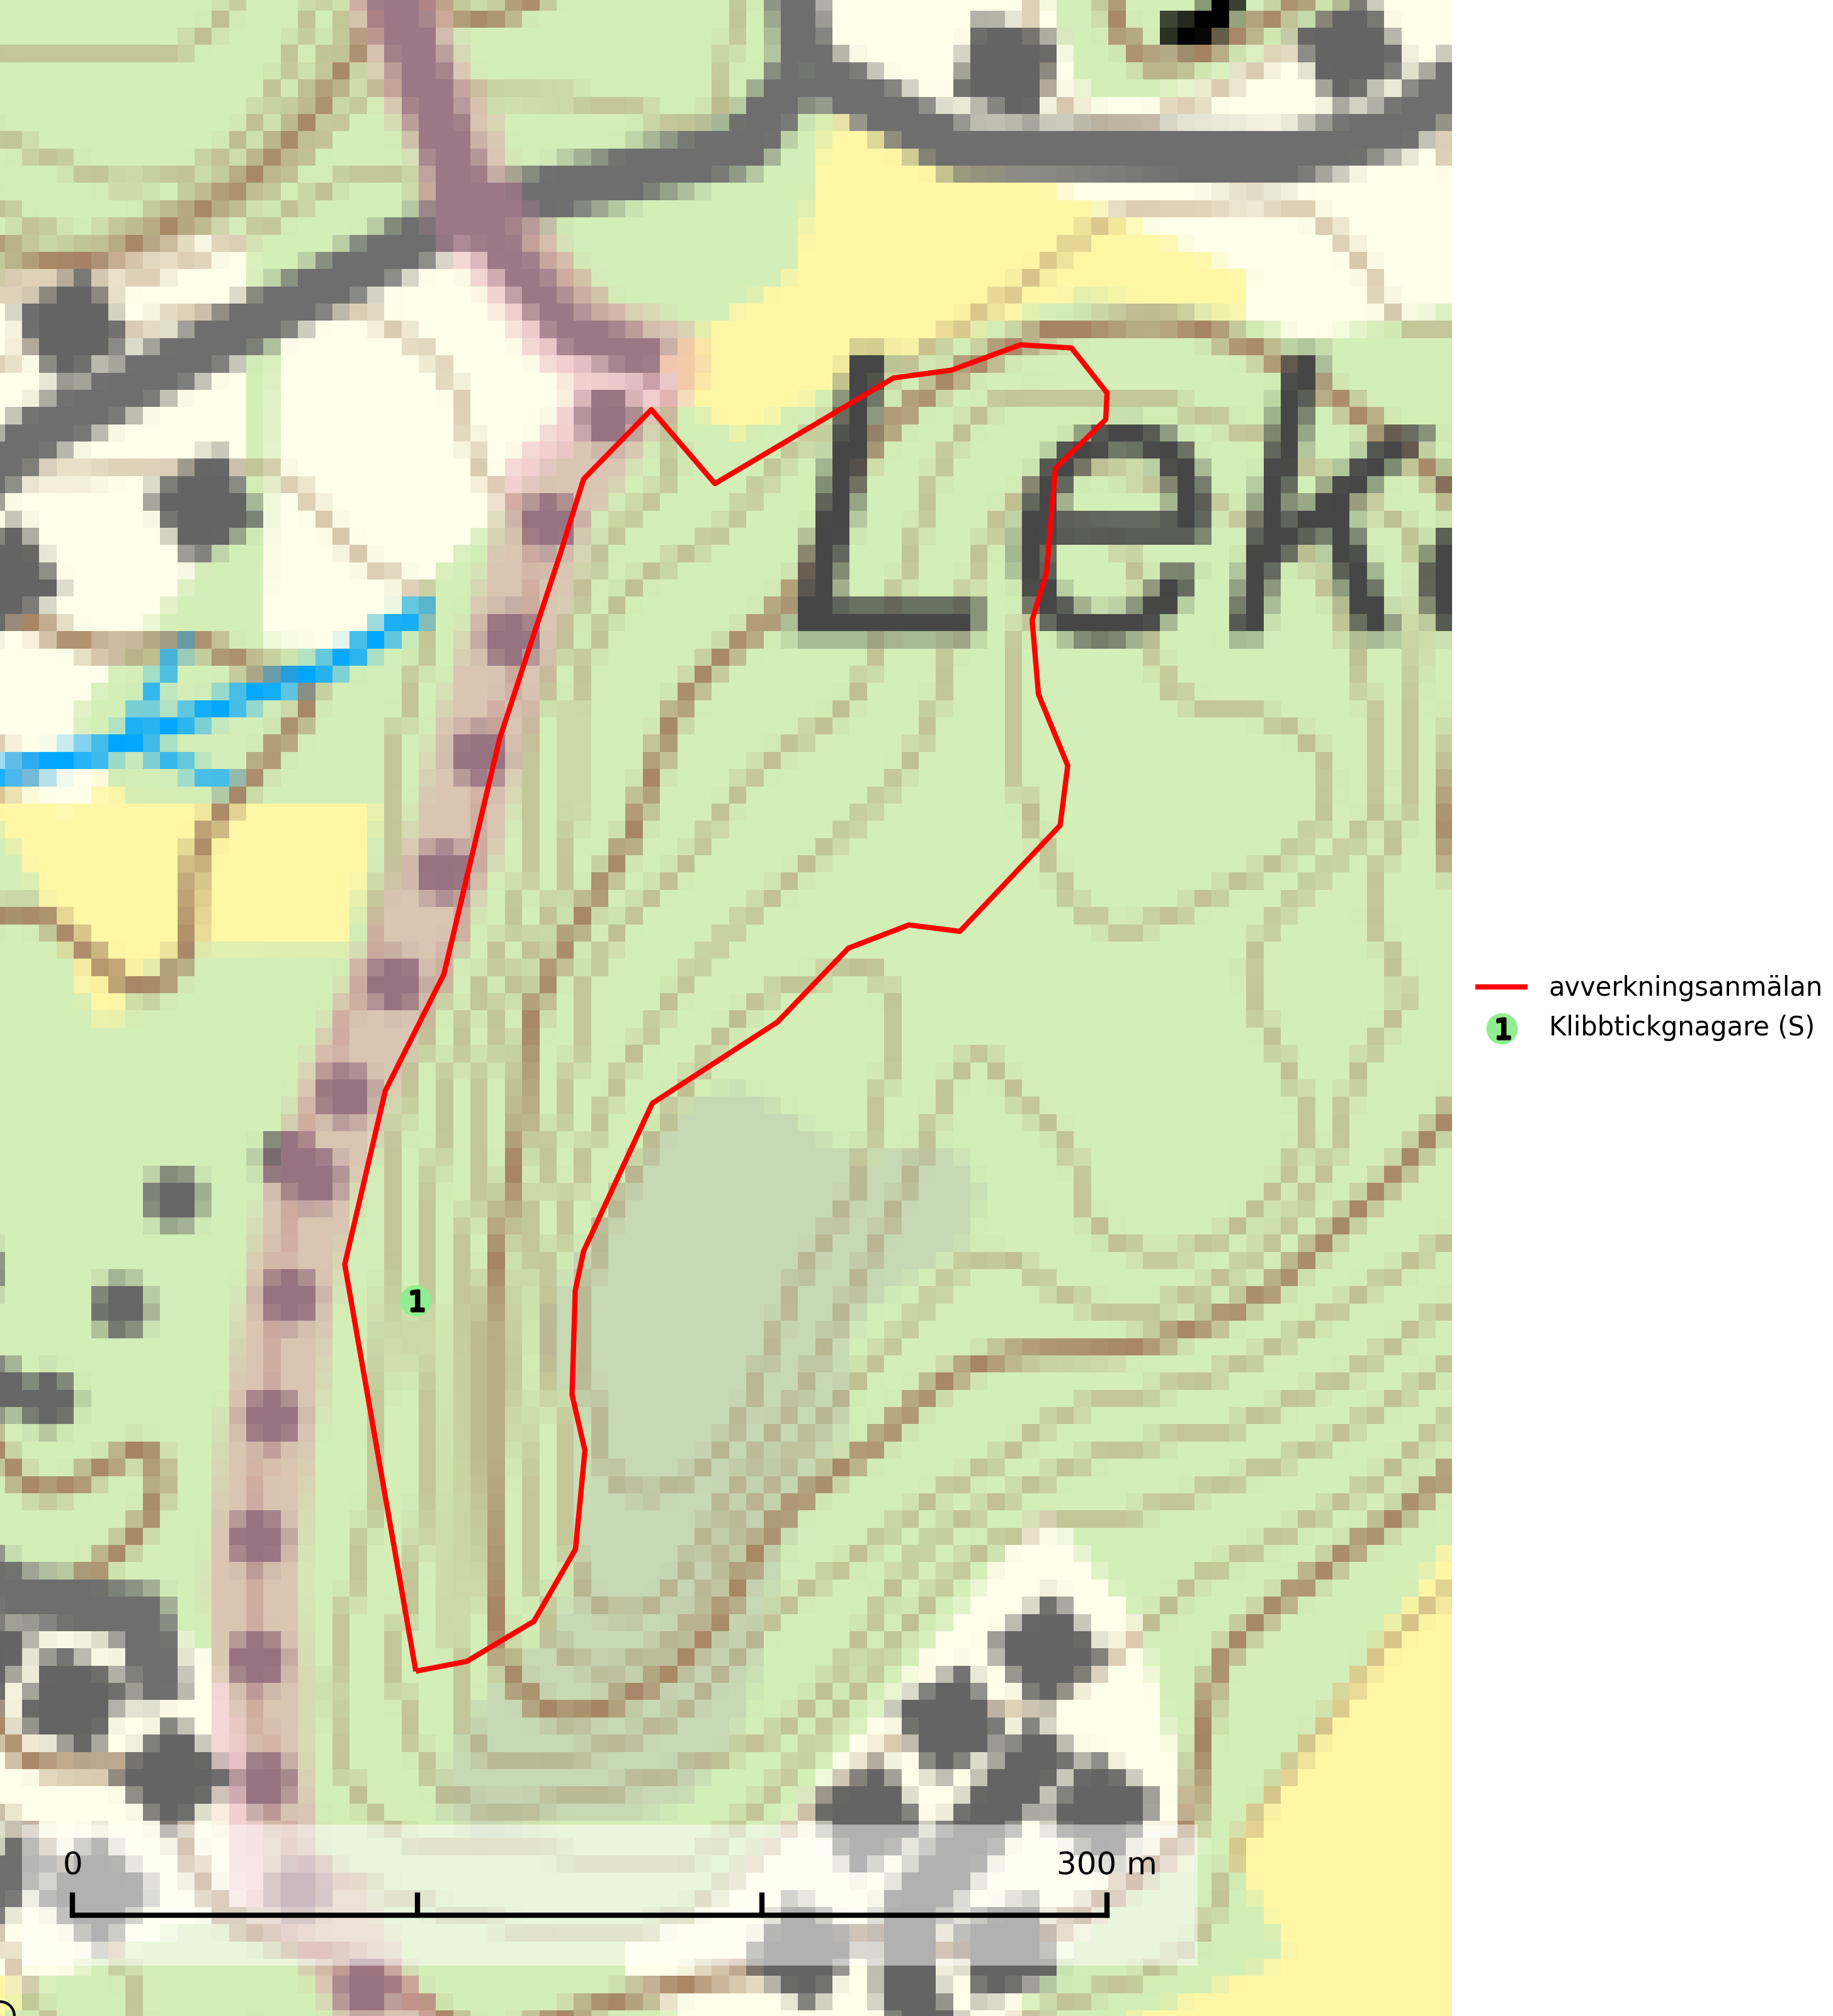 Lek
avverkningsanmälan
1 Klibbtickgnagare (S)
1
0 300 m